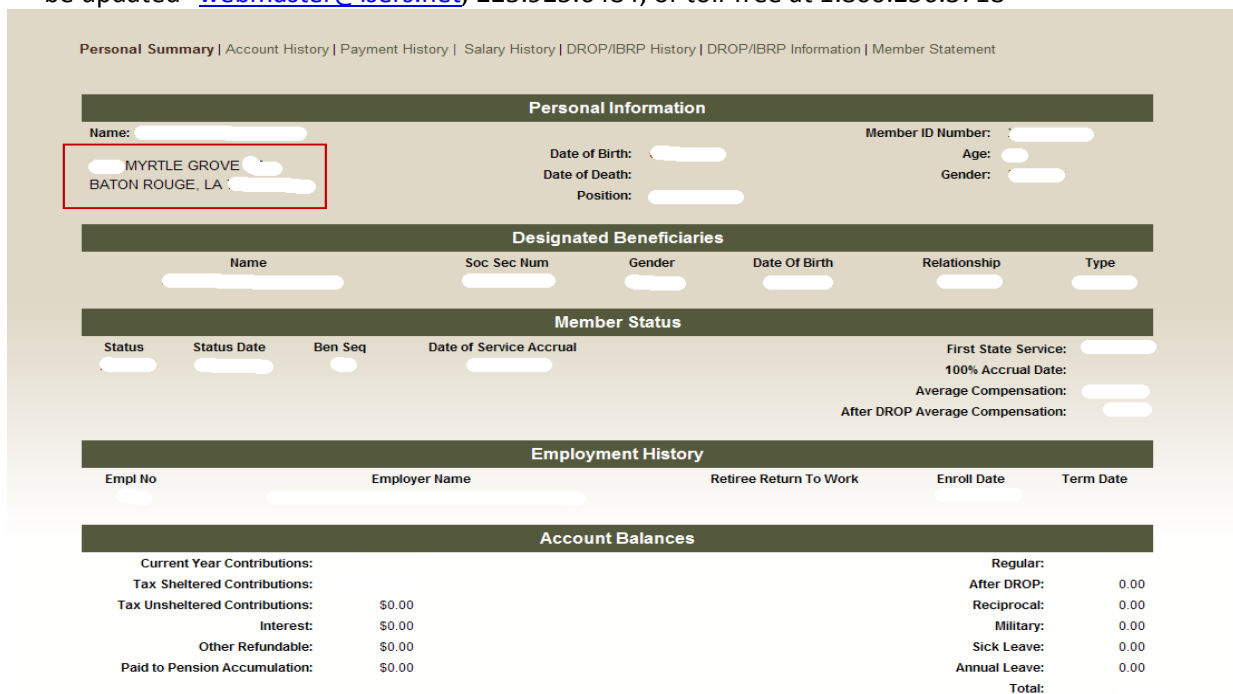 Personal Summary | Account History | Payment History | Salary History | DROP/IBRP History | DROP/IBRP Information | Member Statement
Personal Information
Name: Member ID Number:
MYRTLE GROVE Date of Birth: Age:
BATON ROUGE, LA Date of Death: Gender:
Position:
Designated Beneficiaries
Name Soc Sec Num Gender Date Of Birth Relationship Type
Member Status
Status Status Date Ben Seq Date of Service Accrual First State Service:
100% Accrual Date:
Average Compensation:
After DROP Average Compensation:
Employment History
Empl No Employer Name Retiree Return To Work Enroll Date Term Date
Account Balances
Current Year Contributions: Regular:
Tax Sheltered Contributions: After DROP: 0.00
Tax Unsheltered Contributions: $0.00 Reciprocal: 0.00
Interest: $0.00 Military: 0.00
Other Refundable: $0.00 Sick Leave: 0.00
Paid to Pension Accumulation: $0.00 Annual Leave: 0.00
Total: